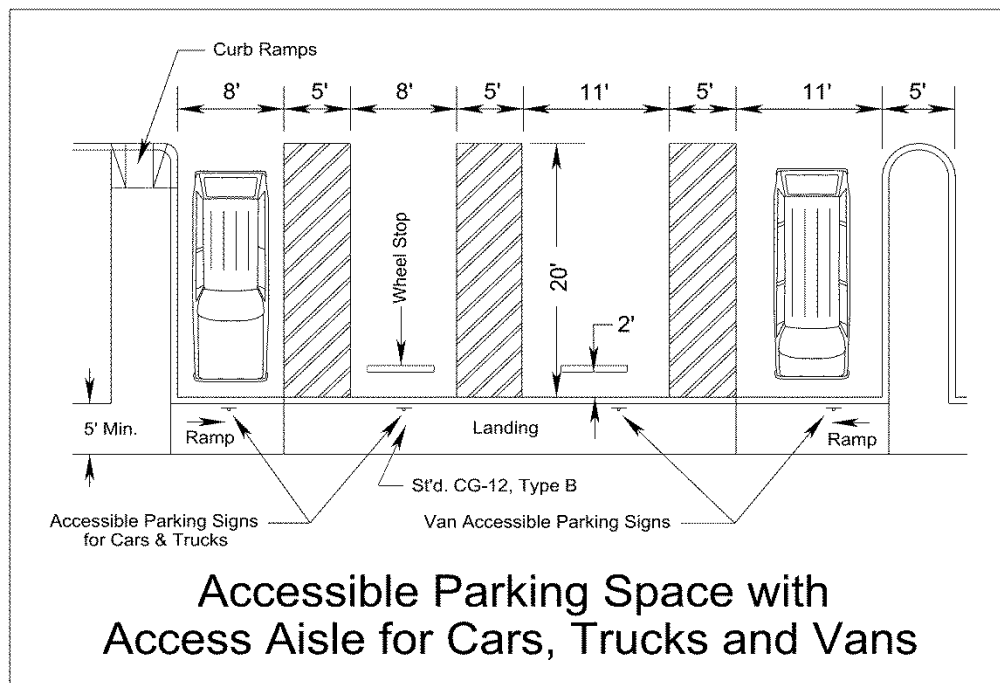 Curb Ramps
8'
5'
8'
5'
11'
5'
11'
5'
Wheel Stop
20'
2'
5' Min.
Ramp
Landing
Ramp
St'd. CG-12, Type B
Accessible Parking Signs
for Cars & Trucks
Van Accessible Parking Signs
Accessible Parking Space with
Access Aisle for Cars, Trucks and Vans